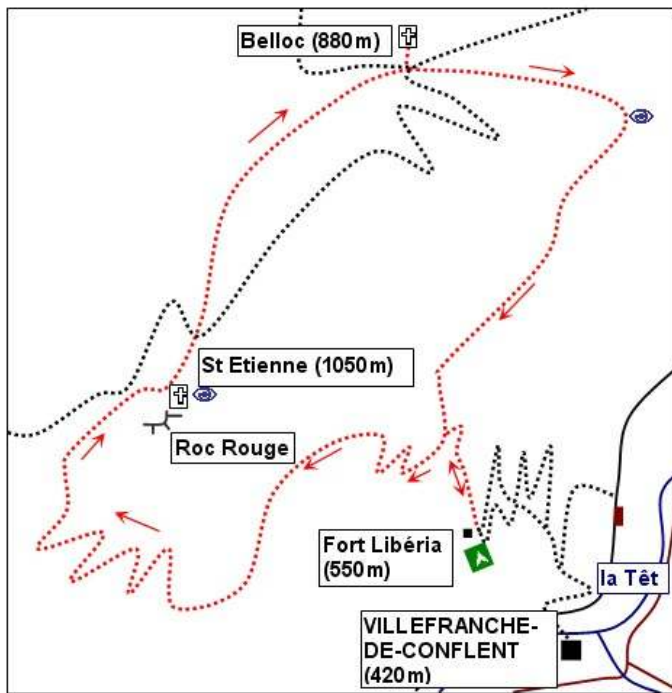 Belloc (880m)
St Etienne (1050m)
Roc Rouge
Fort Libéria
(550m)
la Têt
VILLEFRANCHE-
DE-CONFLENT
(420m)